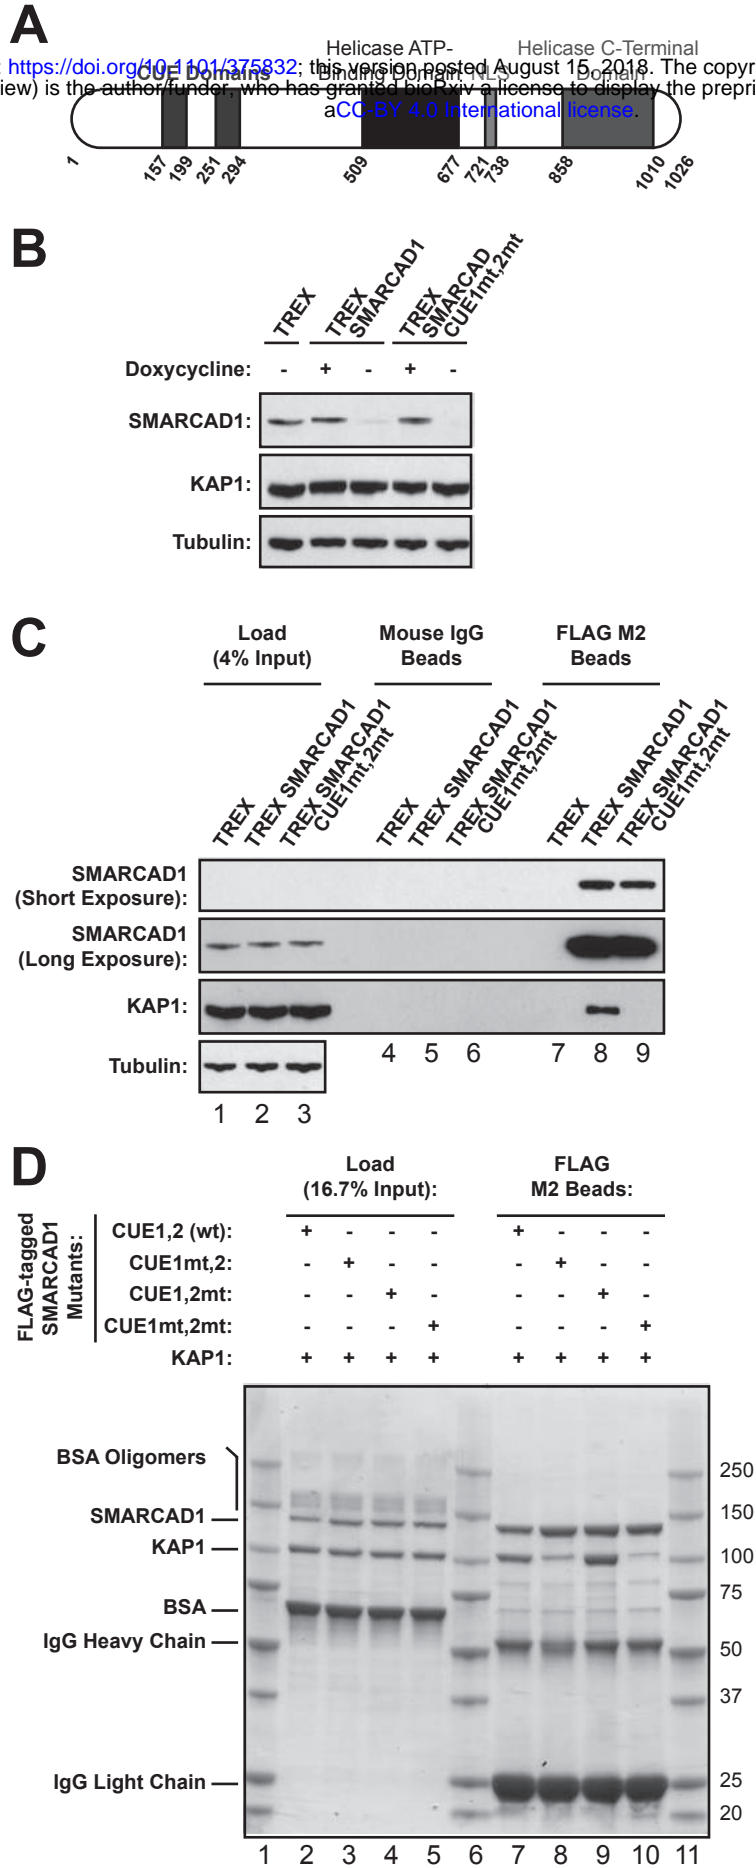 A
Helicase ATP-
Helicase C-Terminal
: https://doi.org/10.1101/375832; this version posted August 15, 2018. The copyr
CUE Domains
Binding Domain
NLS
Domain
iew) is the author/funder, who has granted bioRxiv a license to display the prepri
aCC-BY 4.0 International license.
1 157 199 251 294 509 677 721 738 858 1010 1026
B
TREX
TREX SMARCAD1
TREX SMARCAD CUE1mt,2mt
Doxycycline: - + - + -
SMARCAD1:
KAP1:
Tubulin:
C
Load (4% Input)
Mouse IgG Beads
FLAG M2 Beads
TREX
TREX SMARCAD1
TREX SMARCAD1 CUE1mt,2mt
TREX
TREX SMARCAD1
TREX SMARCAD1 CUE1mt,2mt
TREX
TREX SMARCAD1
TREX SMARCAD1 CUE1mt,2mt
SMARCAD1
(Short Exposure):
SMARCAD1
(Long Exposure):
KAP1:
4 5 6 7 8 9
Tubulin:
1 2 3
D
Load (16.7% Input):
FLAG M2 Beads:
FLAG-tagged SMARCAD1 Mutants:
CUE1,2 (wt): + - - - + - - -
CUE1mt,2: - + - - - + - -
CUE1,2mt: - - + - - - + -
CUE1mt,2mt: - - - + - - - +
KAP1: + + + + + + + +
BSA Oligomers
SMARCAD1
KAP1
BSA
IgG Heavy Chain
IgG Light Chain
250
150
100
75
50
37
25
20
1 2 3 4 5 6 7 8 9 10 11